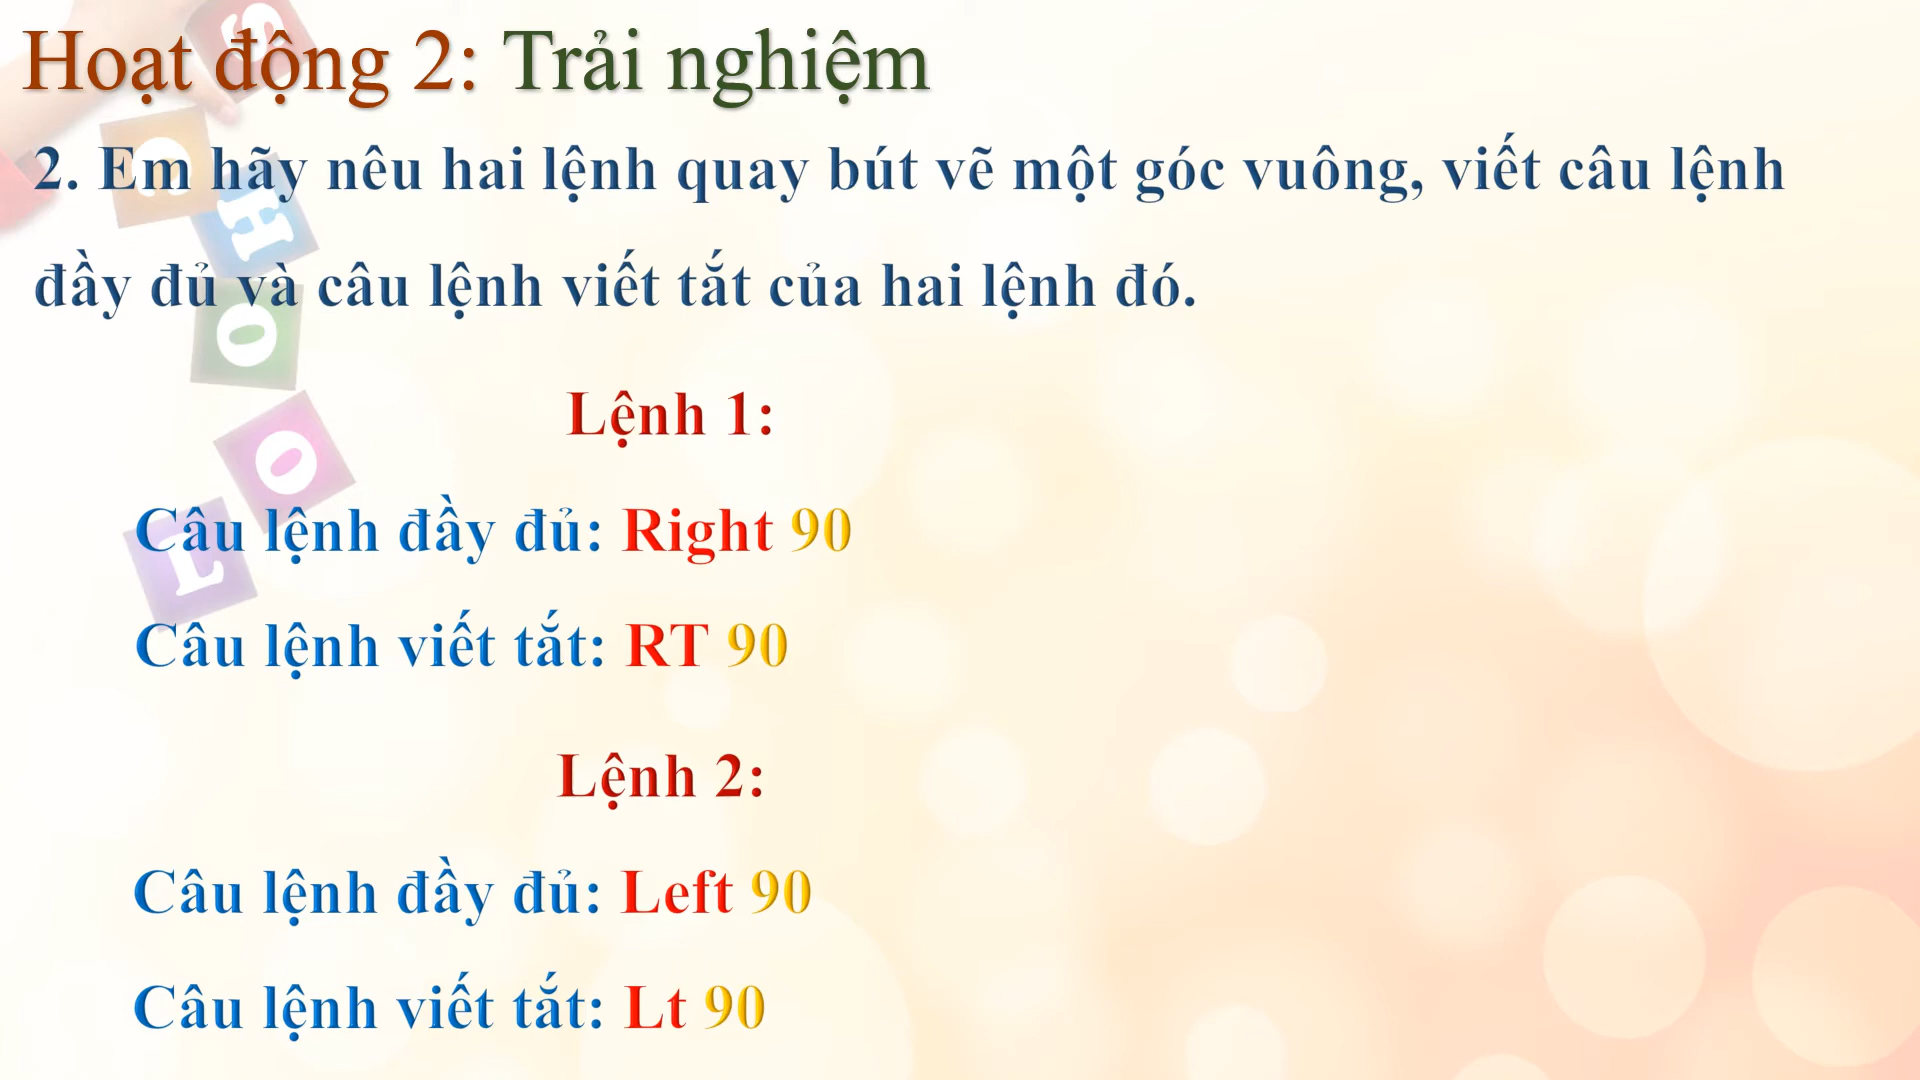 Hoạt động 2: Trải nghiệm
2. Em hãy nêu hai lệnh quay bút vẽ một góc vuông, viết câu lệnh
đầy đủ và câu lệnh viết tắt của hai lệnh đó.
Lệnh 1:
Câu lệnh đầy đủ: Right 90
Câu lệnh viết tắt: RT 90
Lệnh 2:
Câu lệnh đầy đủ: Left 90
Câu lệnh viết tắt: Lt 90
S
C
H
O
O
L